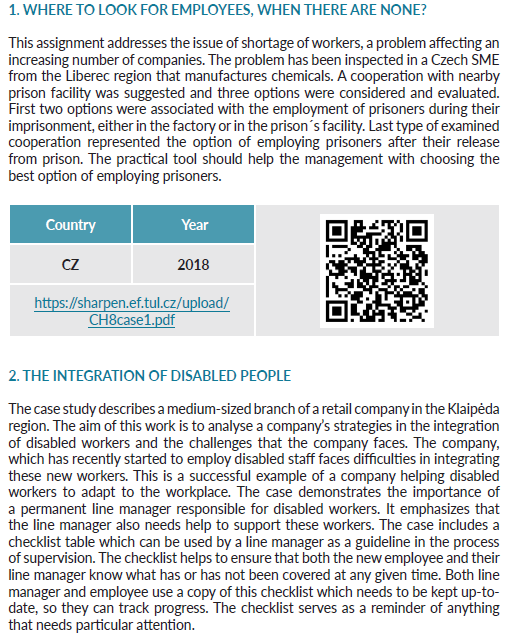 1. WHERE TO LOOK FOR EMPLOYEES, WHEN THERE ARE NONE?
This assignment addresses the issue of shortage of workers, a problem affecting an
increasing number of companies. The problem has been inspected in a Czech SME
from the Liberec region that manufactures chemicals. A cooperation with nearby
prison facility was suggested and three options were considered and evaluated.
First two options were associated with the employment of prisoners during their
imprisonment, either in the factory or in the prison´s facility. Last type of examined
cooperation represented the option of employing prisoners after their release
from prison. The practical tool should help the management with choosing the
best option of employing prisoners.
Country Year
CZ 2018
https://sharpen.ef.tul.cz/upload/
CH8case1.pdf
2. THE INTEGRATION OF DISABLED PEOPLE
The case study describes a medium-sized branch of a retail company in the Klaipėda
region. The aim of this work is to analyse a company's strategies in the integration
of disabled workers and the challenges that the company faces. The company,
which has recently started to employ disabled staff faces difficulties in integrating
these new workers. This is a successful example of a company helping disabled
workers to adapt to the workplace. The case demonstrates the importance of
a permanent line manager responsible for disabled workers. It emphasizes that
the line manager also needs help to support these workers. The case includes a
checklist table which can be used by a line manager as a guideline in the process
of supervision. The checklist helps to ensure that both the new employee and their
line manager know what has or has not been covered at any given time. Both line
manager and employee use a copy of this checklist which needs to be kept up-to-
date, so they can track progress. The checklist serves as a reminder of anything
that needs particular attention.